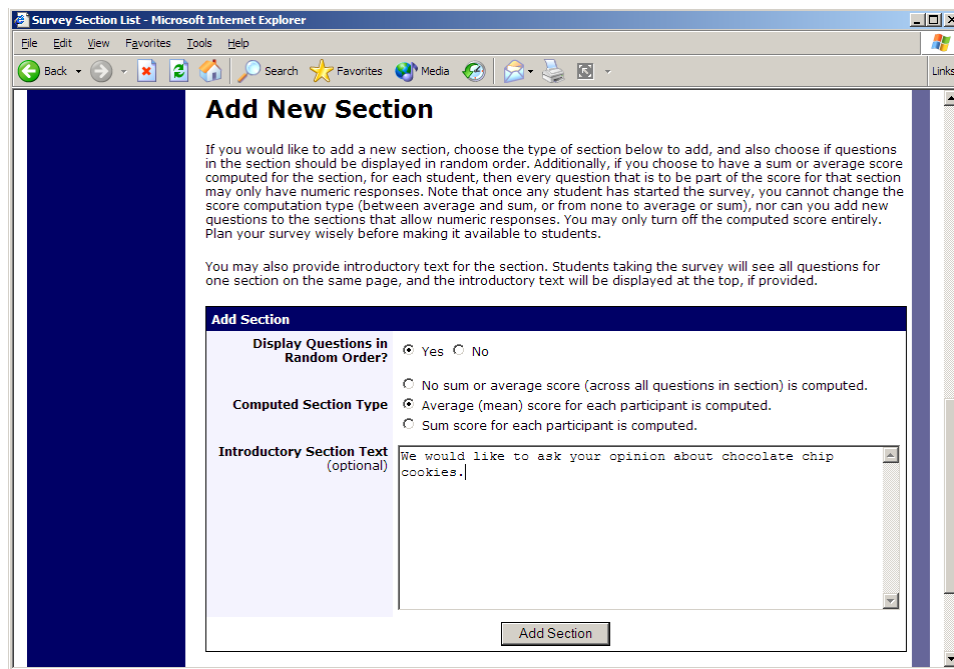 Survey Section List - Microsoft Internet Explorer
File Edit View Favorites Tools Help
Back Search Favorites Media Links
Add New Section
If you would like to add a new section, choose the type of section below to add, and also choose if questions
in the section should be displayed in random order. Additionally, if you choose to have a sum or average score
computed for the section, for each student, then every question that is to be part of the score for that section
may only have numeric responses. Note that once any student has started the survey, you cannot change the
score computation type (between average and sum, or from none to average or sum), nor can you add new
questions to the sections that allow numeric responses. You may only turn off the computed score entirely.
Plan your survey wisely before making it available to students.
You may also provide introductory text for the section. Students taking the survey will see all questions for
one section on the same page, and the introductory text will be displayed at the top, if provided.
Add Section
Display Questions in
Random Order?
Yes No
Computed Section Type
No sum or average score (across all questions in section) is computed.
Average (mean) score for each participant is computed.
Sum score for each participant is computed.
Introductory Section Text
(optional)
We would like to ask your opinion about chocolate chip
cookies.
Add Section